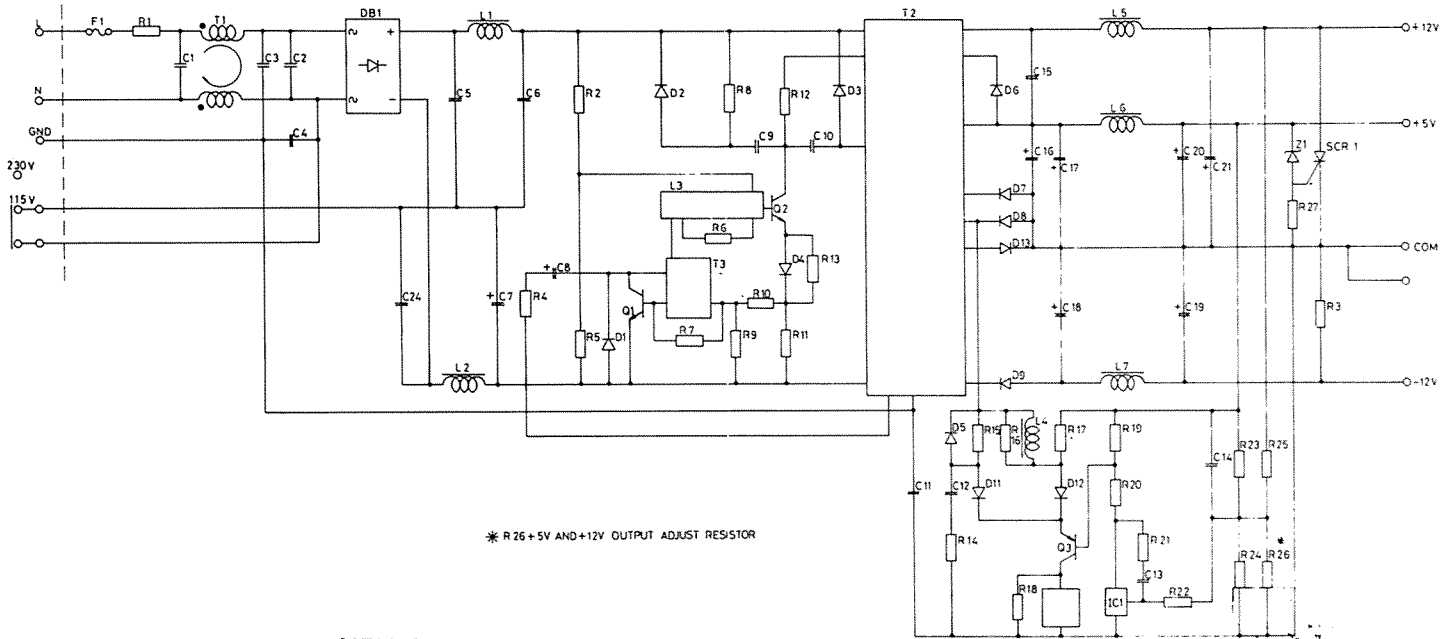 L
F1
R1
T1
DB1
L1
T2
L5
+12V
C1
C3
C2
C5
C6
R2
D2
R8
R12
D3
C15
D6
L6
+5V
N
GND
C4
C9
C10
+C16
+C17
+C20
+C21
Z1
SCR 1
230V
115V
L3
Q2
D7
D8
D13
R27
COM
R6
T3
D4
R13
+C8
R4
Q1
R10
C24
+C7
R5
D1
R7
R9
R11
+C18
+C19
R3
L2
D9
L7
-12V
D5
R15
R16
L4
R17
R19
C14
R23
R25
C11
C12
D11
D12
R20
R14
Q3
R21
C13
R24
R26
*
R18
IC1
R22
* R 26 +5V AND +12V OUTPUT ADJUST RESISTOR